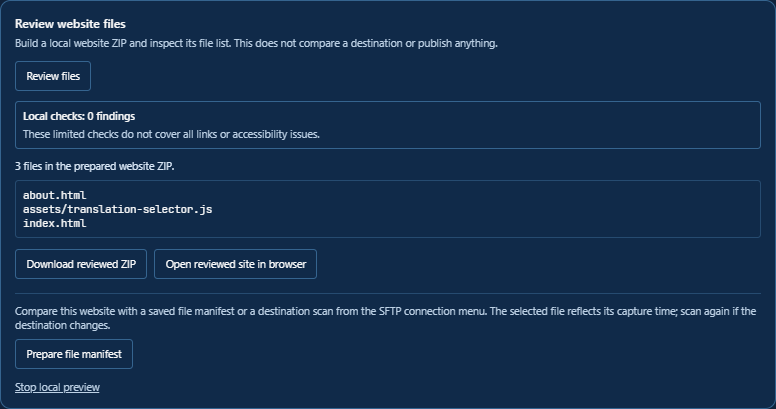 Review website files
Build a local website ZIP and inspect its file list. This does not compare a destination or publish anything.
Review files
Local checks: 0 findings
These limited checks do not cover all links or accessibility issues.
3 files in the prepared website ZIP.
about.html
assets/translation-selector.js
index.html
Download reviewed ZIP
Open reviewed site in browser
Compare this website with a saved file manifest or a destination scan from the SFTP connection menu. The selected file reflects its capture time; scan again if the
destination changes.
Prepare file manifest
Stop local preview